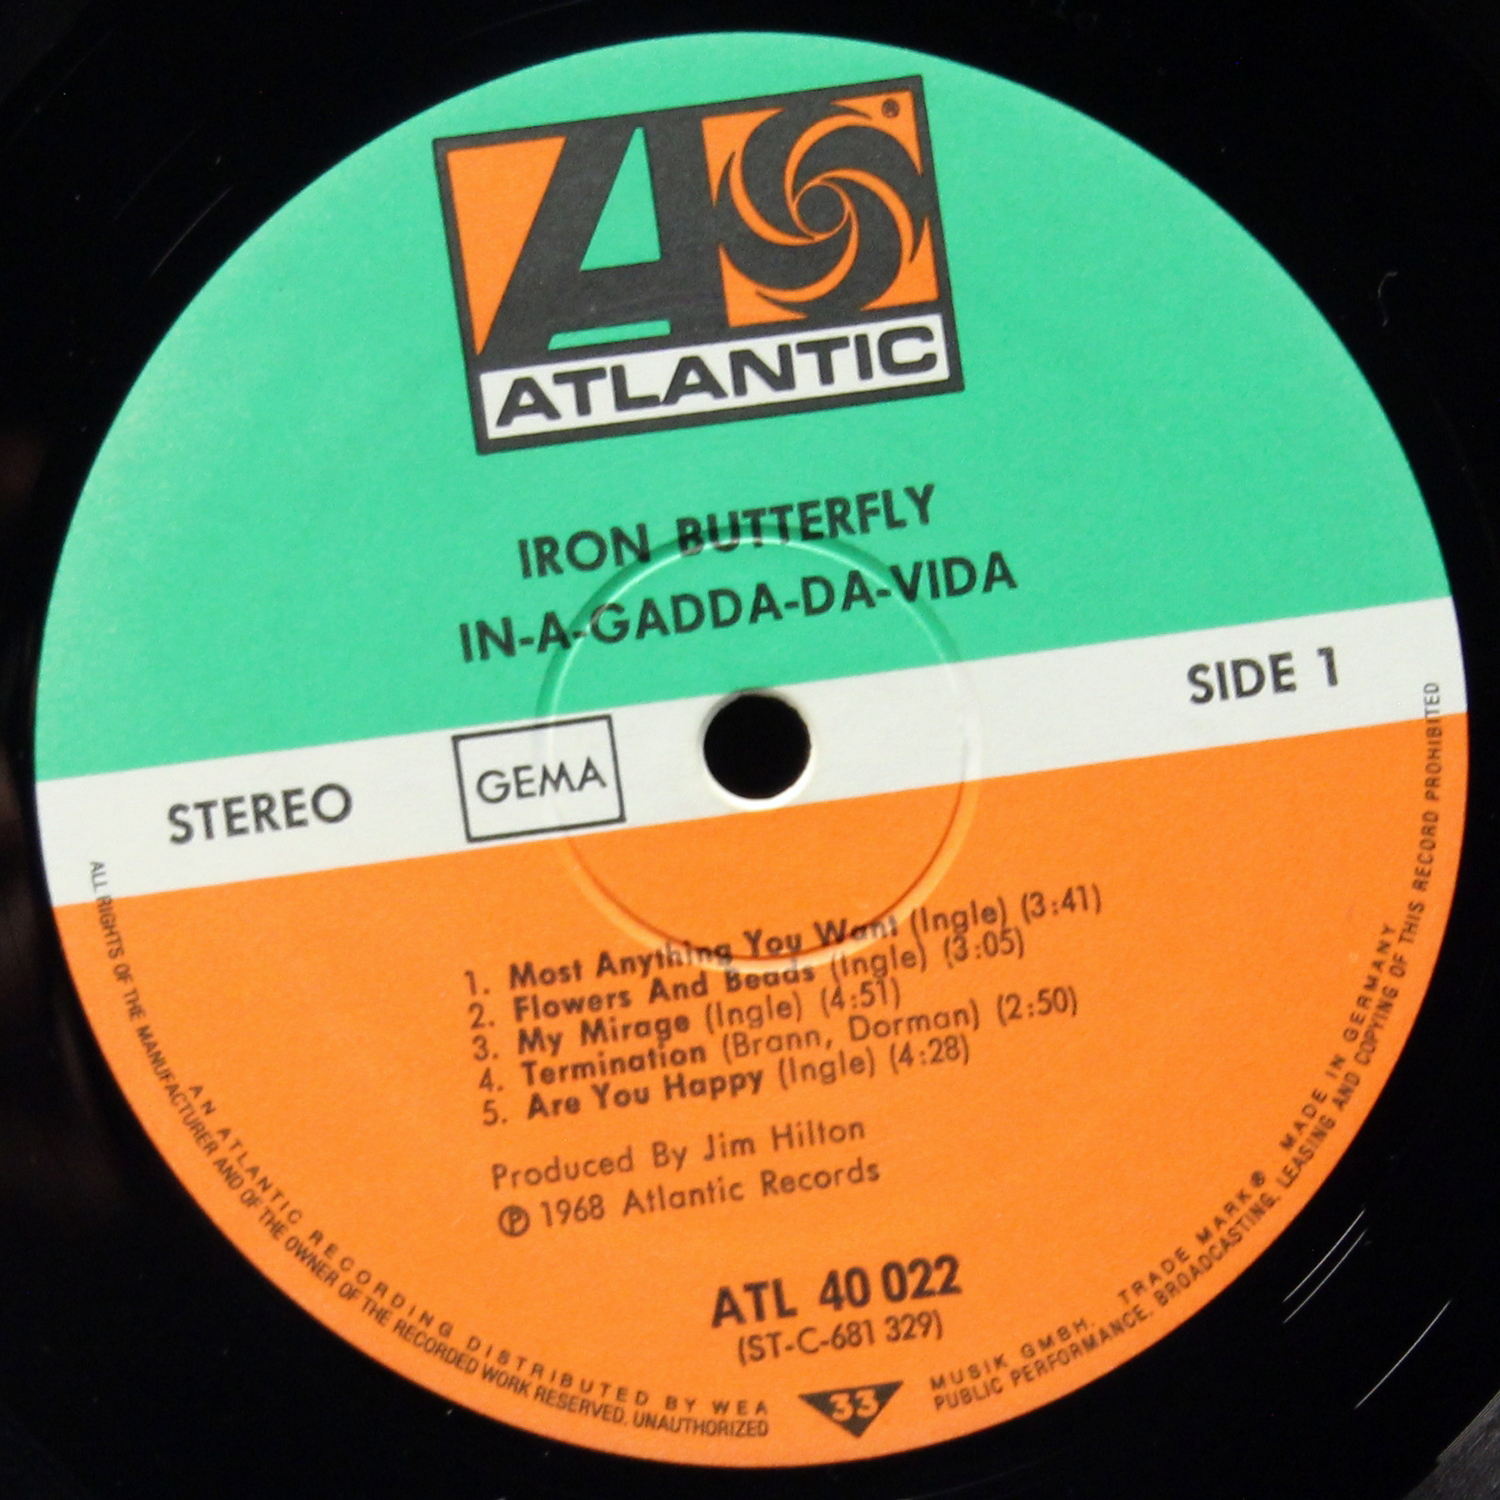 ATLANTIC ®
IRON BUTTERFLY
IN-A-GADDA-DA-VIDA
SIDE 1
STEREO
GEMA
1. Most Anything You Want (Ingle) (3:41)
2. Flowers And Beads (Ingle) (3:05)
3. My Mirage (Ingle) (4:51)
4. Termination (Brann, Dorman) (2:50)
5. Are You Happy (Ingle) (4:28)
Produced By Jim Hilton
℗ 1968 Atlantic Records
ATL 40 022
(ST-C-681 329)
33
AN ATLANTIC RECORDING DISTRIBUTED BY WEA MUSIK GMBH. TRADE MARK ® MADE IN GERMANY
ALL RIGHTS OF THE MANUFACTURER AND OF THE OWNER OF THE RECORDED WORK RESERVED. UNAUTHORIZED PUBLIC PERFORMANCE. BROADCASTING. LEASING AND COPYING OF THIS RECORD PROHIBITED